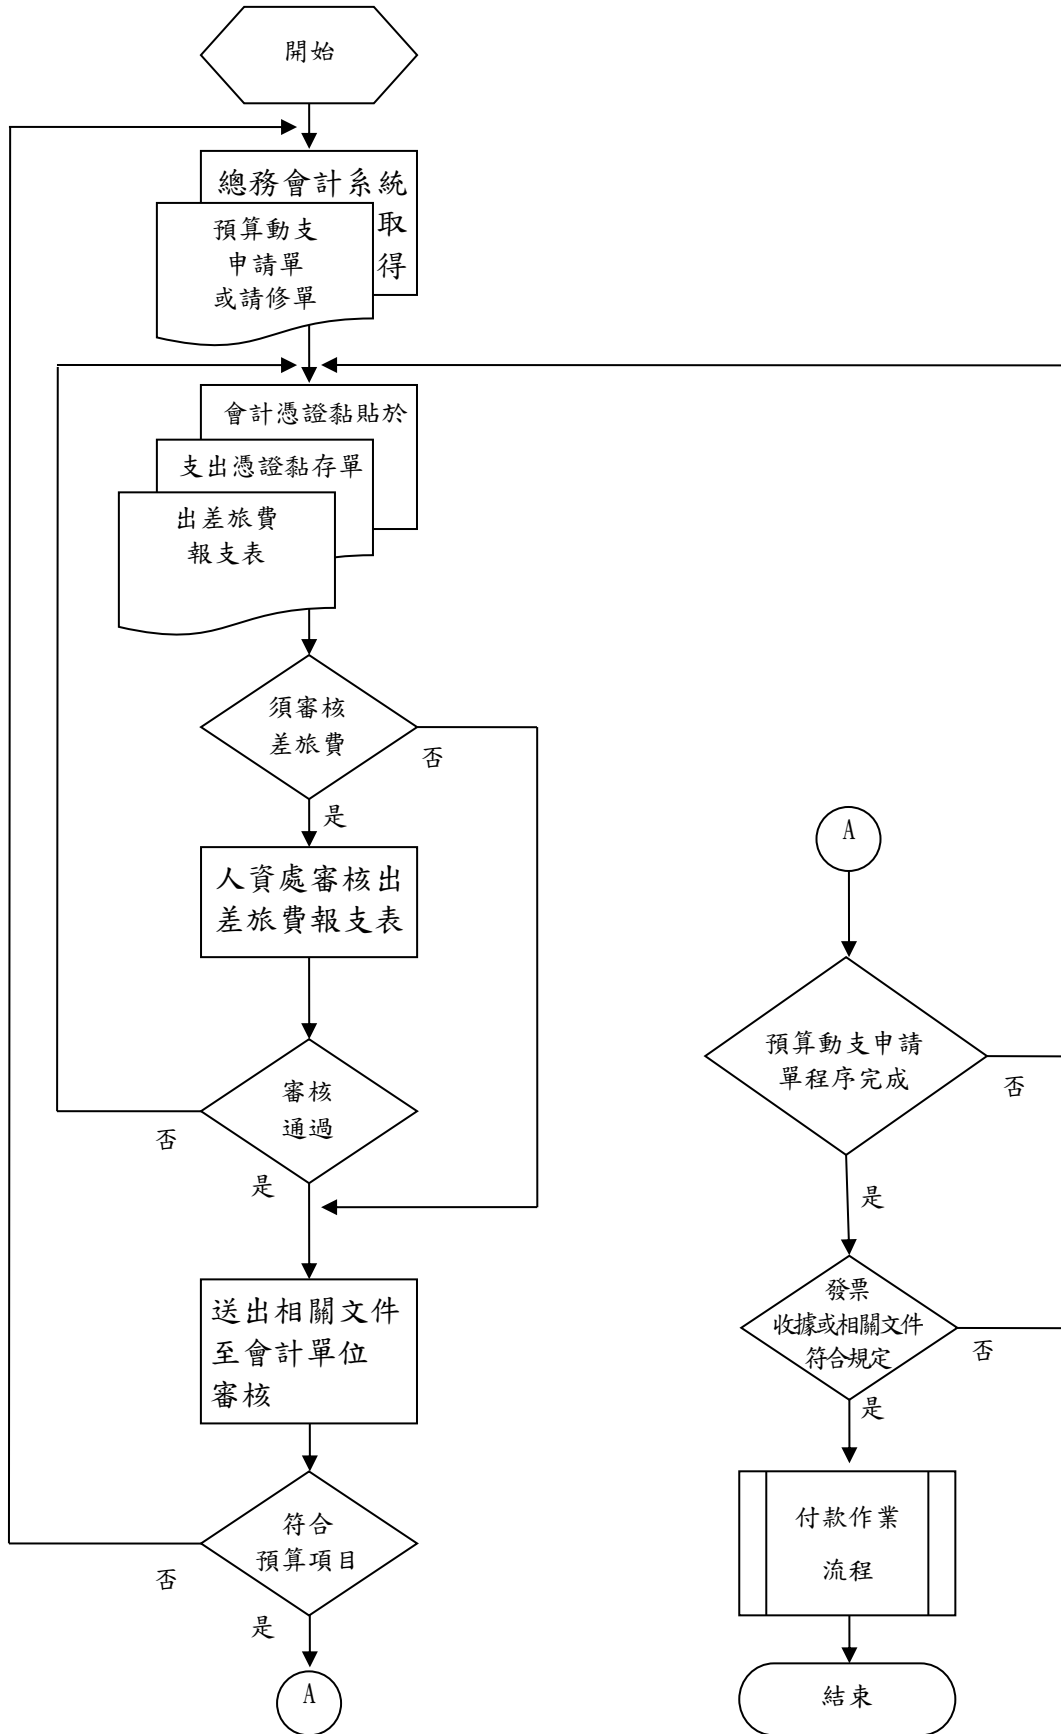 開始
總務會計系統
取
得
預算動支
申請單
或請修單
會計憑證黏貼於
支出憑證黏存單
出差旅費
報支表
須審核
差旅費
否
是
人資處審核出
差旅費報支表
審核
通過
否
是
送出相關文件
至會計單位
審核
符合
預算項目
否
是
A
A
預算動支申請
單程序完成
否
是
發票
收據或相關文件
符合規定
否
是
付款作業
流程
結束